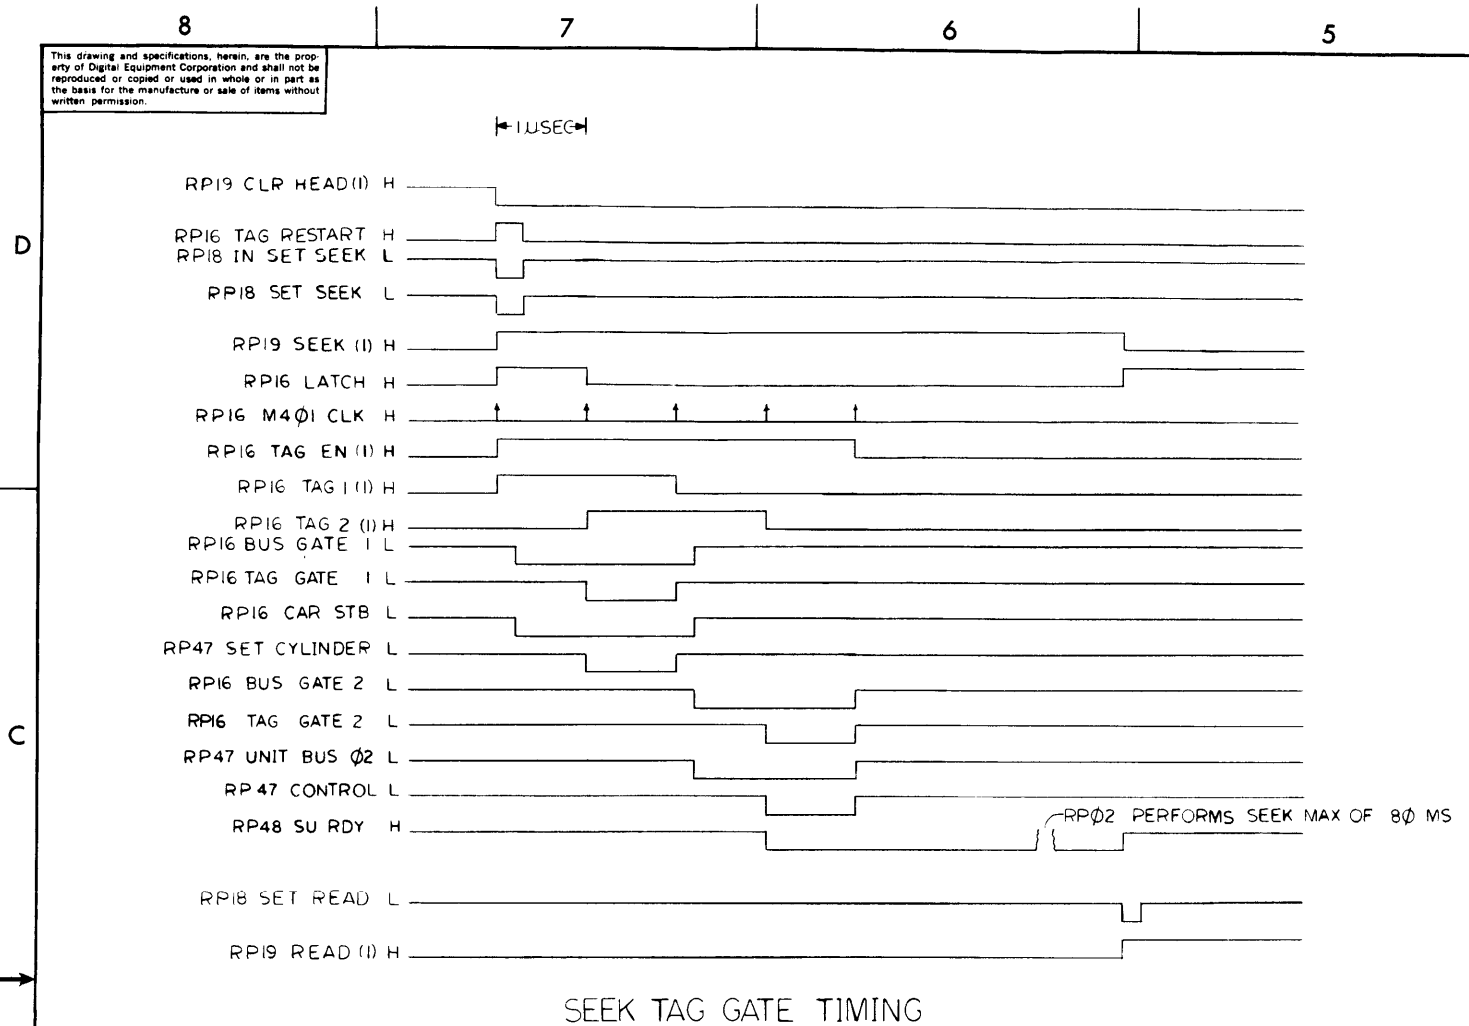 8 7 6 5
This drawing and specifications, herein, are the prop-
erty of Digital Equipment Corporation and shall not be
reproduced or copied or used in whole or in part as
the basis for the manufacture or sale of items without
written permission.
1 USEC
RP19 CLR HEAD(1) H
D
RP16 TAG RESTART H
RP18 IN SET SEEK L
RP18 SET SEEK L
RP19 SEEK (1) H
RP16 LATCH H
RP16 M4Ø1 CLK H
RP16 TAG EN (1) H
RP16 TAG 1 (1) H
RP16 TAG 2 (1) H
RP16 BUS GATE 1 L
RP16 TAG GATE 1 L
RP16 CAR STB L
RP47 SET CYLINDER L
RP16 BUS GATE 2 L
RP16 TAG GATE 2 L
C
RP47 UNIT BUS Ø2 L
RP47 CONTROL L
RP48 SU RDY H
RPØ2 PERFORMS SEEK MAX OF 8Ø MS
RP18 SET READ L
RP19 READ (1) H
SEEK TAG GATE TIMING